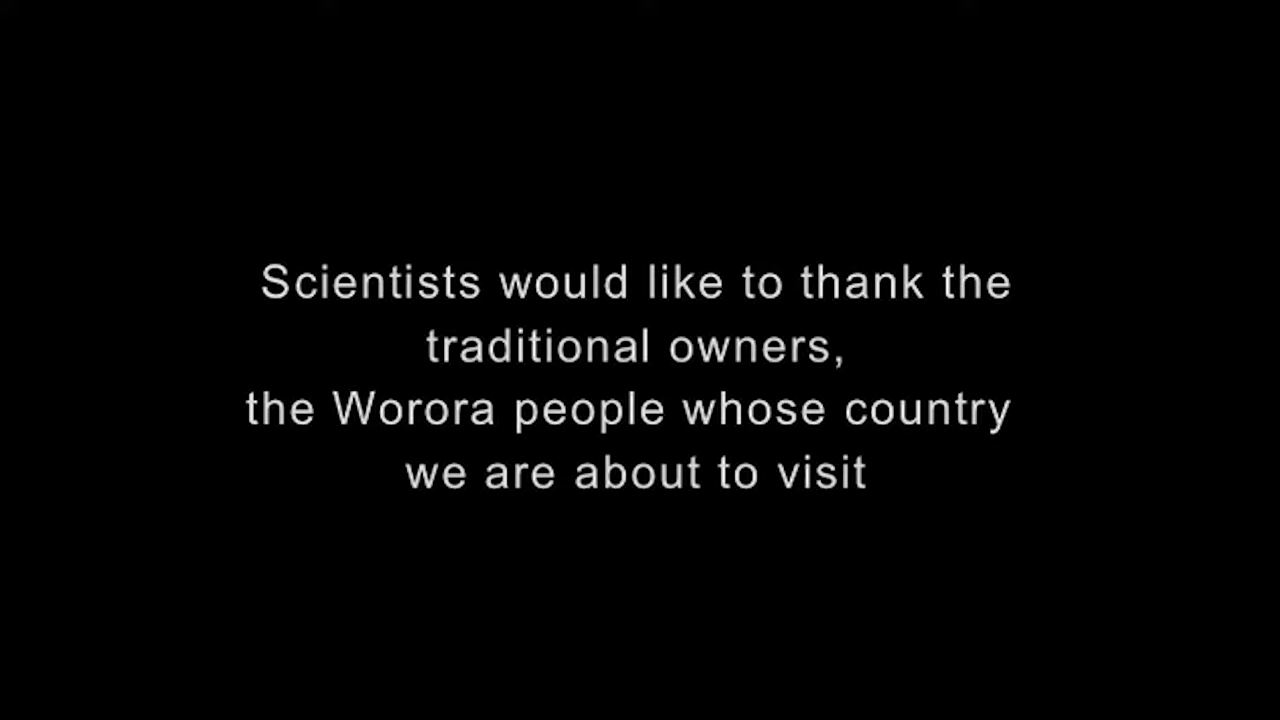 Scientists would like to thank the
traditional owners,
the Worora people whose country
we are about to visit